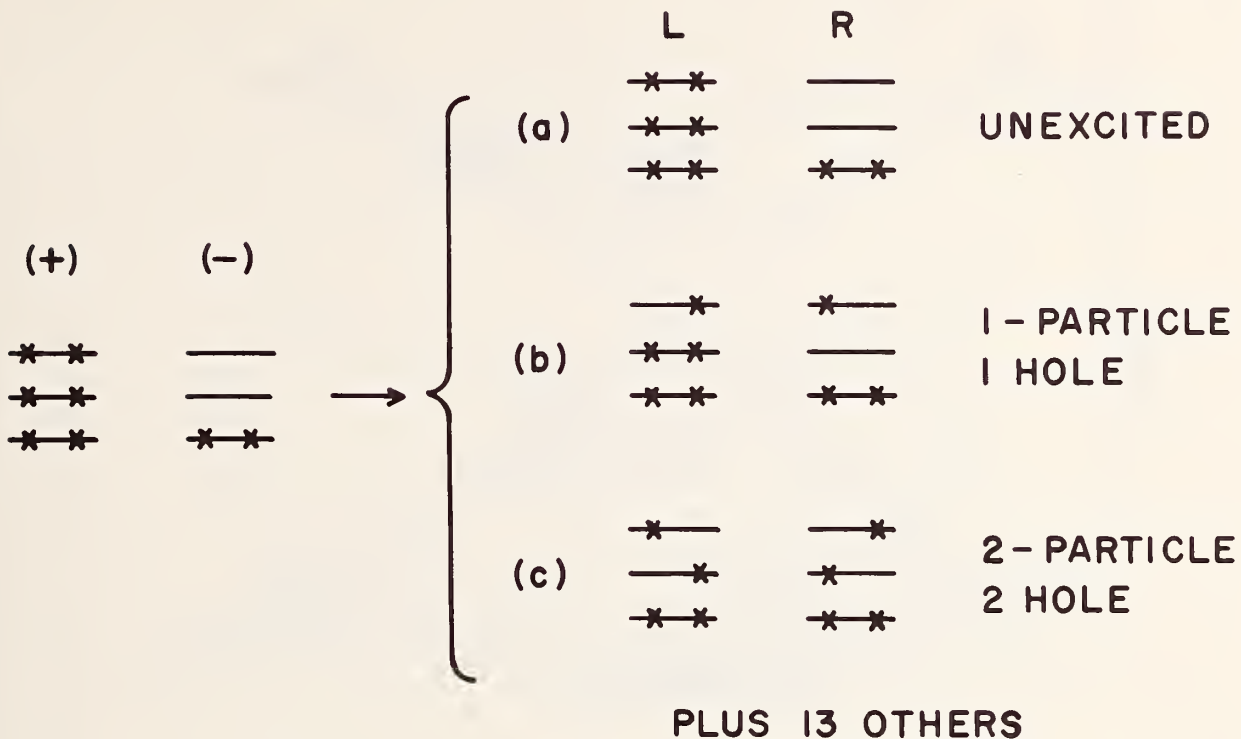 L R
(a) UNEXCITED
(+) (-)
(b) 1-PARTICLE
1 HOLE
(c) 2-PARTICLE
2 HOLE
PLUS 13 OTHERS